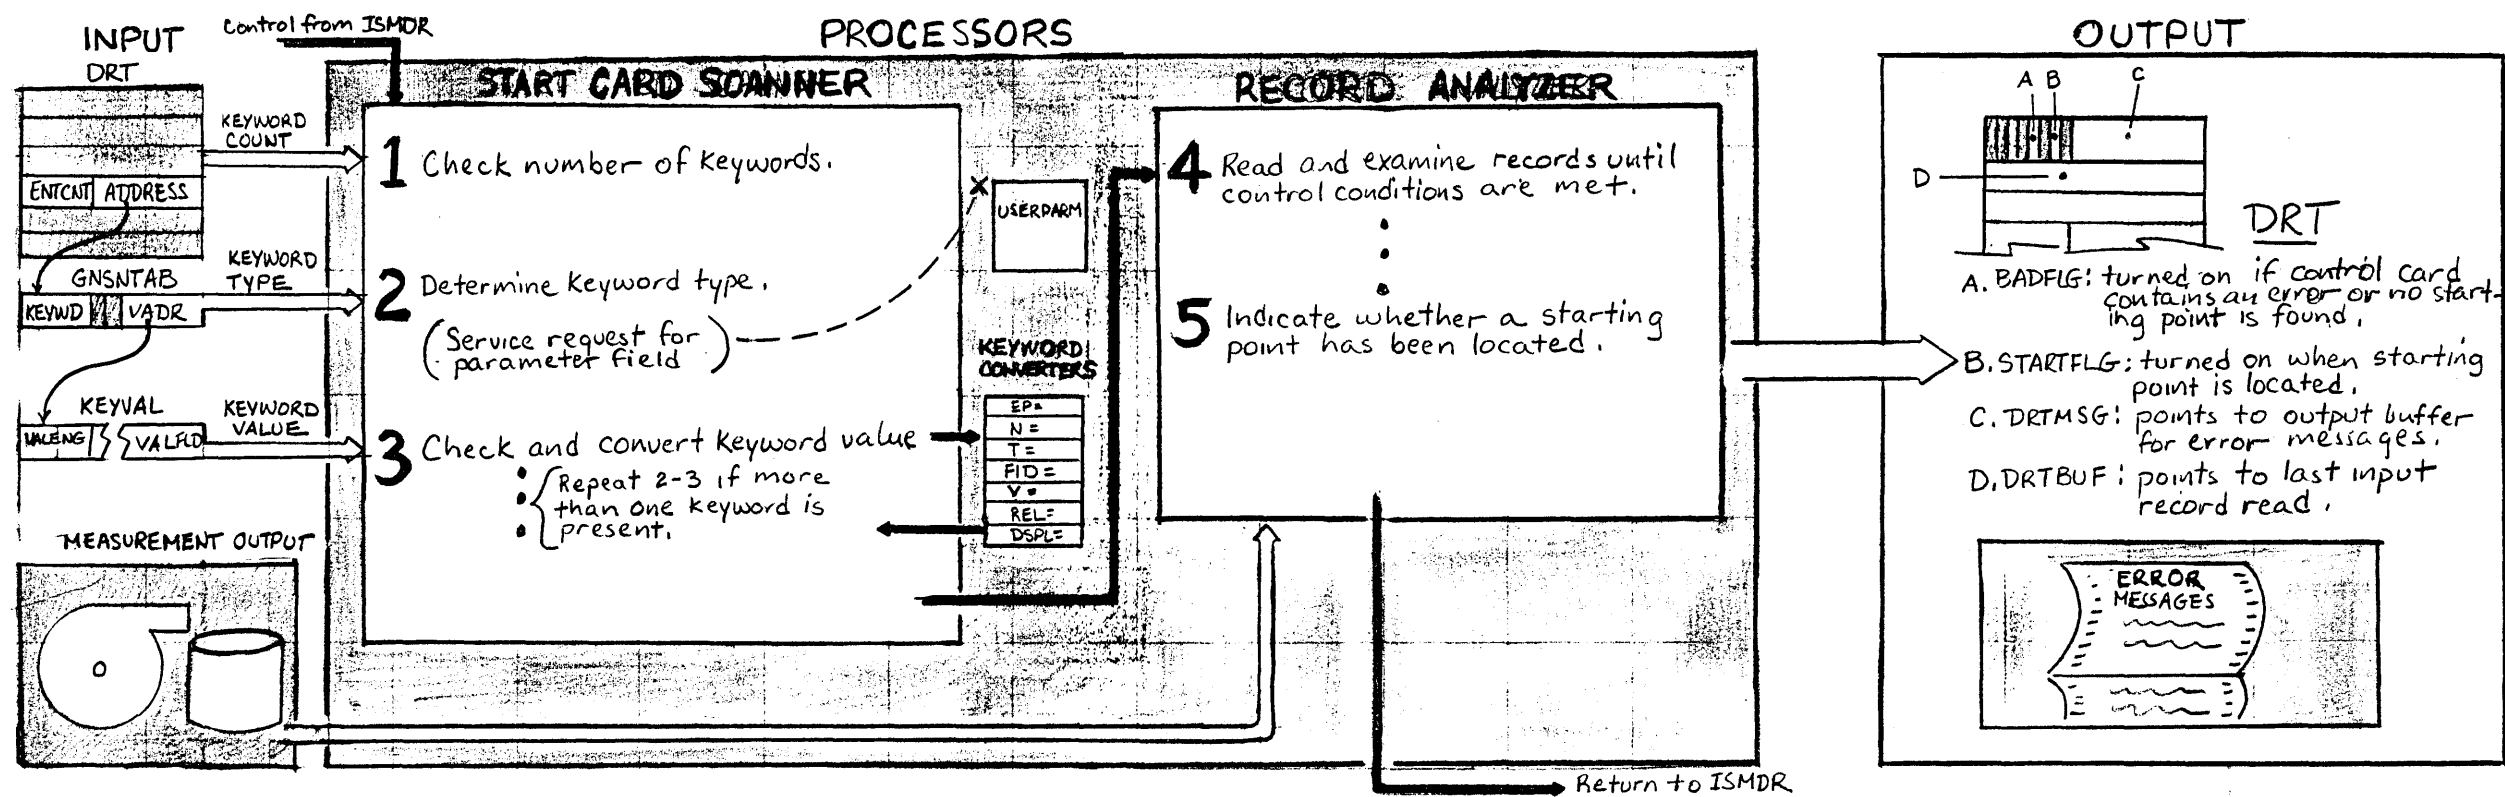 INPUT
Control from ISMDR
PROCESSORS
OUTPUT
DRT
KEYWORD
COUNT
ENTCNT ADDRESS
GNSNTAB
KEYWORD
TYPE
KEYWD VADR
KEYVAL
KEYWORD
VALUE
VALENG VALFLD
MEASUREMENT OUTPUT
START CARD SCANNER
1 Check number of keywords.
2 Determine keyword type.
(Service request for
parameter field)
3 Check and convert keyword value
Repeat 2-3 if more
than one keyword is
present.
X
USERPARM
KEYWORD
CONVERTERS
EP=
N=
T=
FID=
V=
REL=
DSPL=
RECORD ANALYZER
4 Read and examine records until
control conditions are met.
5 Indicate whether a starting
point has been located.
Return to ISMDR
A B C
D
DRT
A. BADFLG: turned on if control card
contains an error or no start-
ing point is found.
B. STARTFLG: turned on when starting
point is located.
C. DRTMSG: points to output buffer
for error messages.
D. DRTBUF: points to last input
record read.
ERROR
MESSAGES